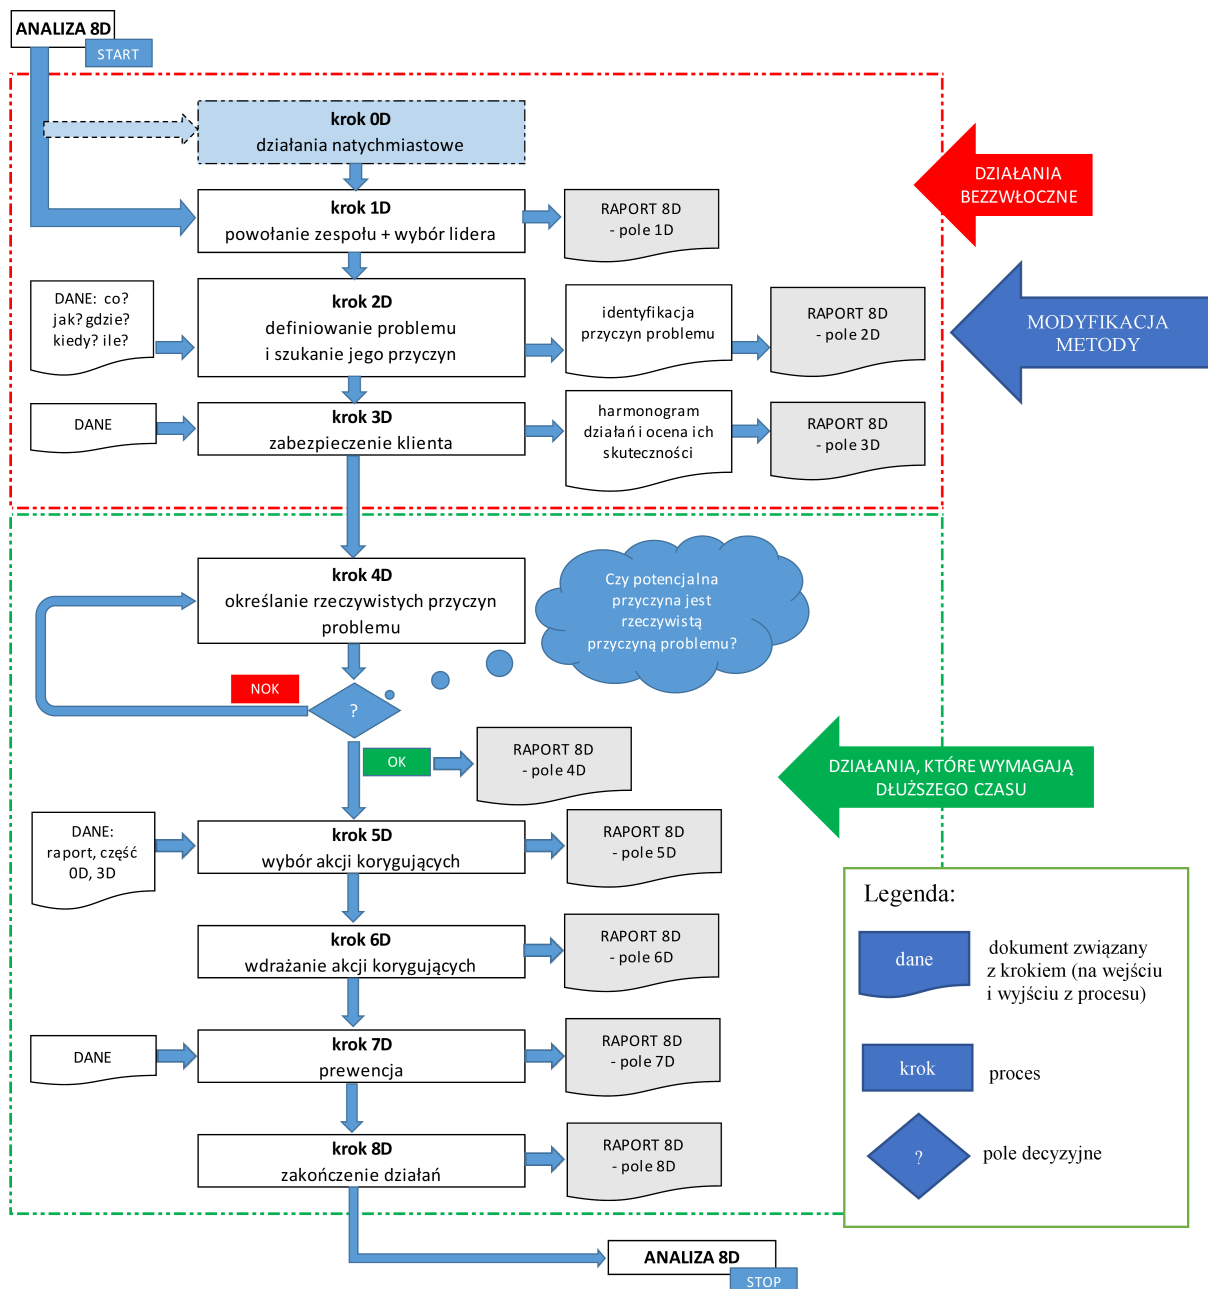 ANALIZA 8D
START
krok 0D
działania natychmiastowe
DZIAŁANIA
BEZZWŁOCZNE
krok 1D
powołanie zespołu + wybór lidera
RAPORT 8D
- pole 1D
DANE: co?
jak? gdzie?
kiedy? ile?
krok 2D
definiowanie problemu
i szukanie jego przyczyn
identyfikacja
przyczyn problemu
RAPORT 8D
- pole 2D
MODYFIKACJA
METODY
DANE
krok 3D
zabezpieczenie klienta
harmonogram
działań i ocena ich
skuteczności
RAPORT 8D
- pole 3D
krok 4D
określanie rzeczywistych przyczyn
problemu
Czy potencjalna
przyczyna jest
rzeczywistą
przyczyną problemu?
NOK
?
OK
RAPORT 8D
- pole 4D
DZIAŁANIA, KTÓRE WYMAGAJĄ
DŁUŻSZEGO CZASU
DANE:
raport, część
0D, 3D
krok 5D
wybór akcji korygujących
RAPORT 8D
- pole 5D
krok 6D
wdrażanie akcji korygujących
RAPORT 8D
- pole 6D
DANE
krok 7D
prewencja
RAPORT 8D
- pole 7D
krok 8D
zakończenie działań
RAPORT 8D
- pole 8D
Legenda:
dane
dokument związany
z krokiem (na wejściu
i wyjściu z procesu)
krok
proces
?
pole decyzyjne
ANALIZA 8D
STOP